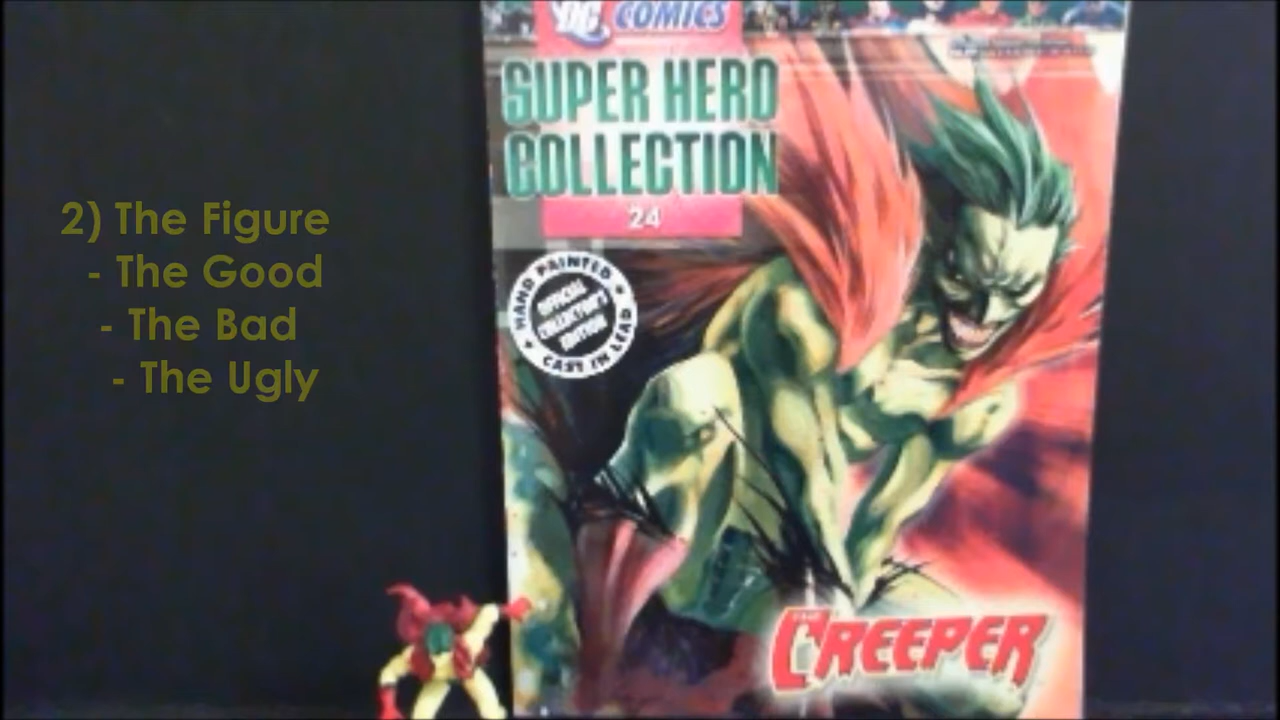 2) The Figure
- The Good
- The Bad
- The Ugly
DC COMICS
SUPER HERO
COLLECTION
24
HAND PAINTED
OFFICIAL
COLLECTOR'S
EDITION
CAST IN LEAD
THE
CREEPER